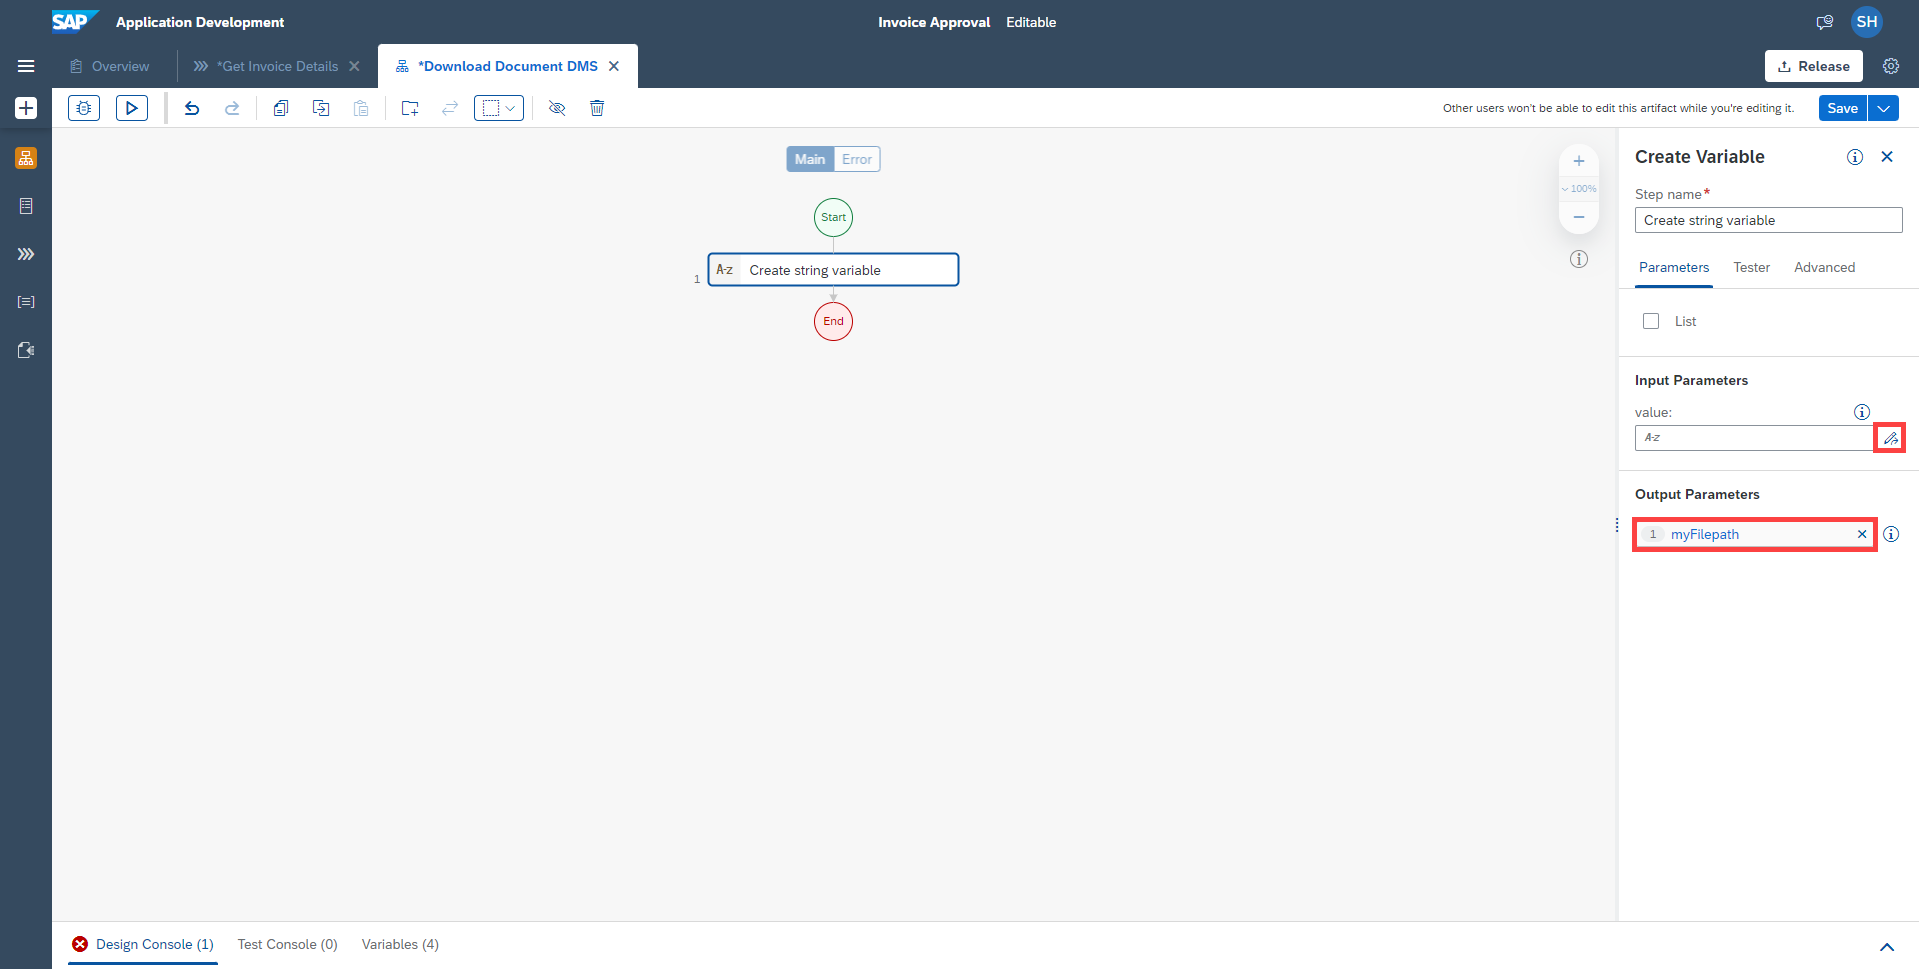 SAP Application Development
Invoice Approval Editable
SH
Overview
*Get Invoice Details
*Download Document DMS
Release
Other users won't be able to edit this artifact while you're editing it.
Save
Main Error
Start
1
A-z Create string variable
End
100%
Create Variable
Step name*
Create string variable
Parameters Tester Advanced
List
Input Parameters
value:
A-z
Output Parameters
1 myFilepath
Design Console (1) Test Console (0) Variables (4)